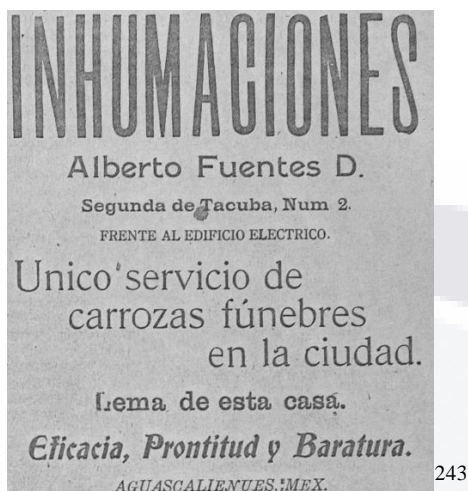 INHUMACIONES
Alberto Fuentes D.
Segunda de Tacuba, Num 2.
FRENTE AL EDIFICIO ELECTRICO.
Unico servicio de
carrozas fúnebres
en la ciudad.
Lema de esta casa.
Eficacia, Prontitud y Baratura.
AGUASCALIENTES, MEX.
243